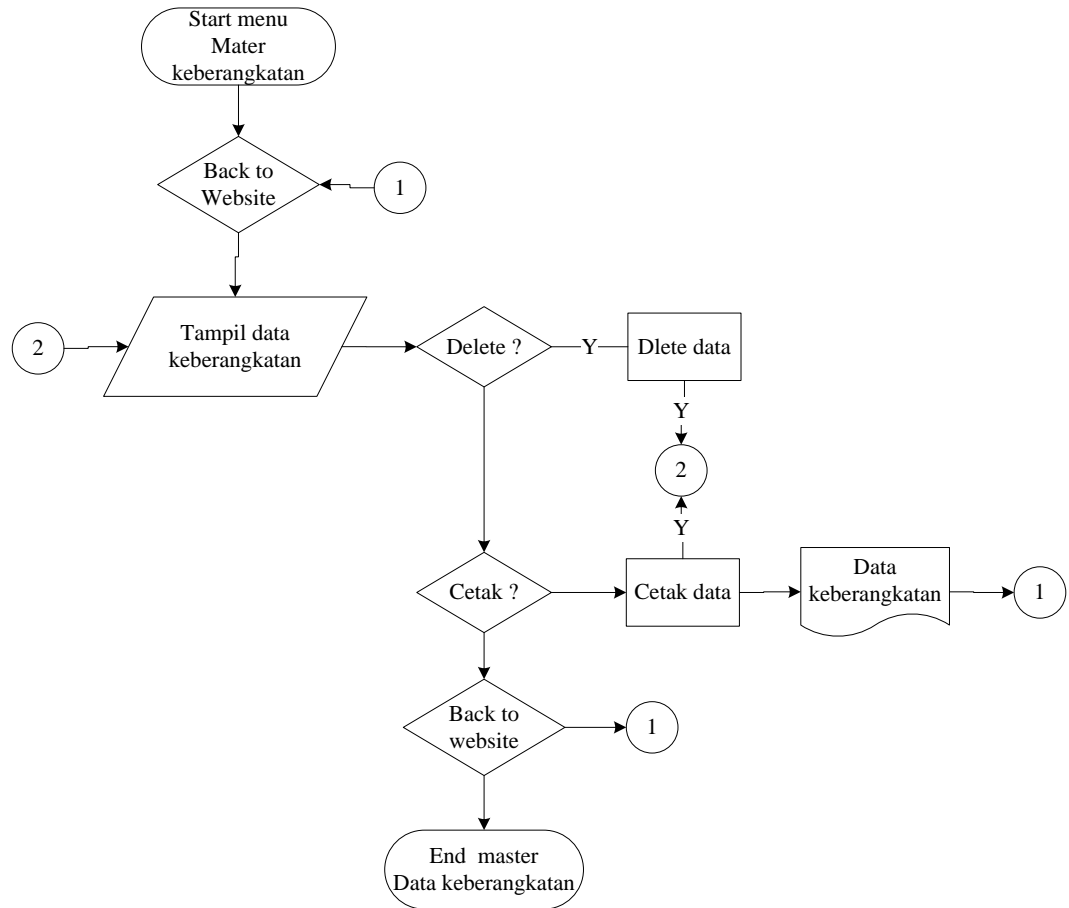 Start menu
Mater
keberangkatan
Back to
Website
1
2
Tampil data
keberangkatan
Delete ?
Y
Dlete data
Y
2
Y
Cetak ?
Cetak data
Data
keberangkatan
1
Back to
website
1
End  master
Data keberangkatan